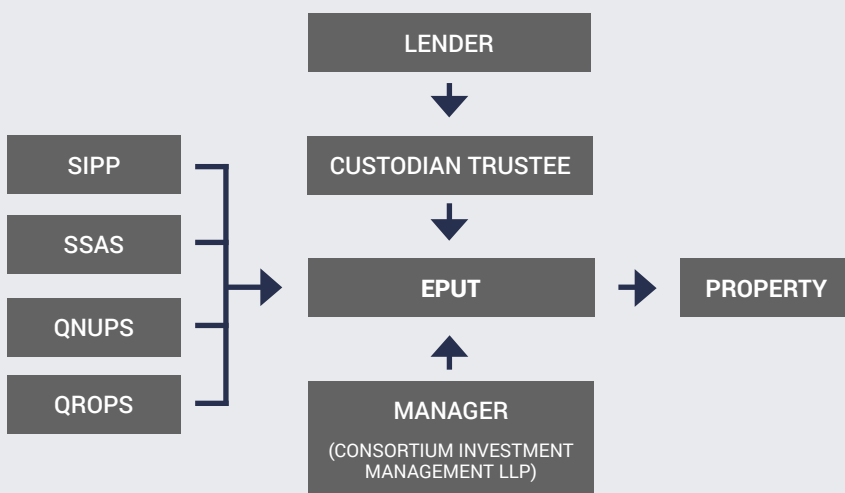 LENDER
CUSTODIAN TRUSTEE
SIPP
SSAS
QNUPS
QROPS
EPUT
PROPERTY
MANAGER
(CONSORTIUM INVESTMENT
MANAGEMENT LLP)